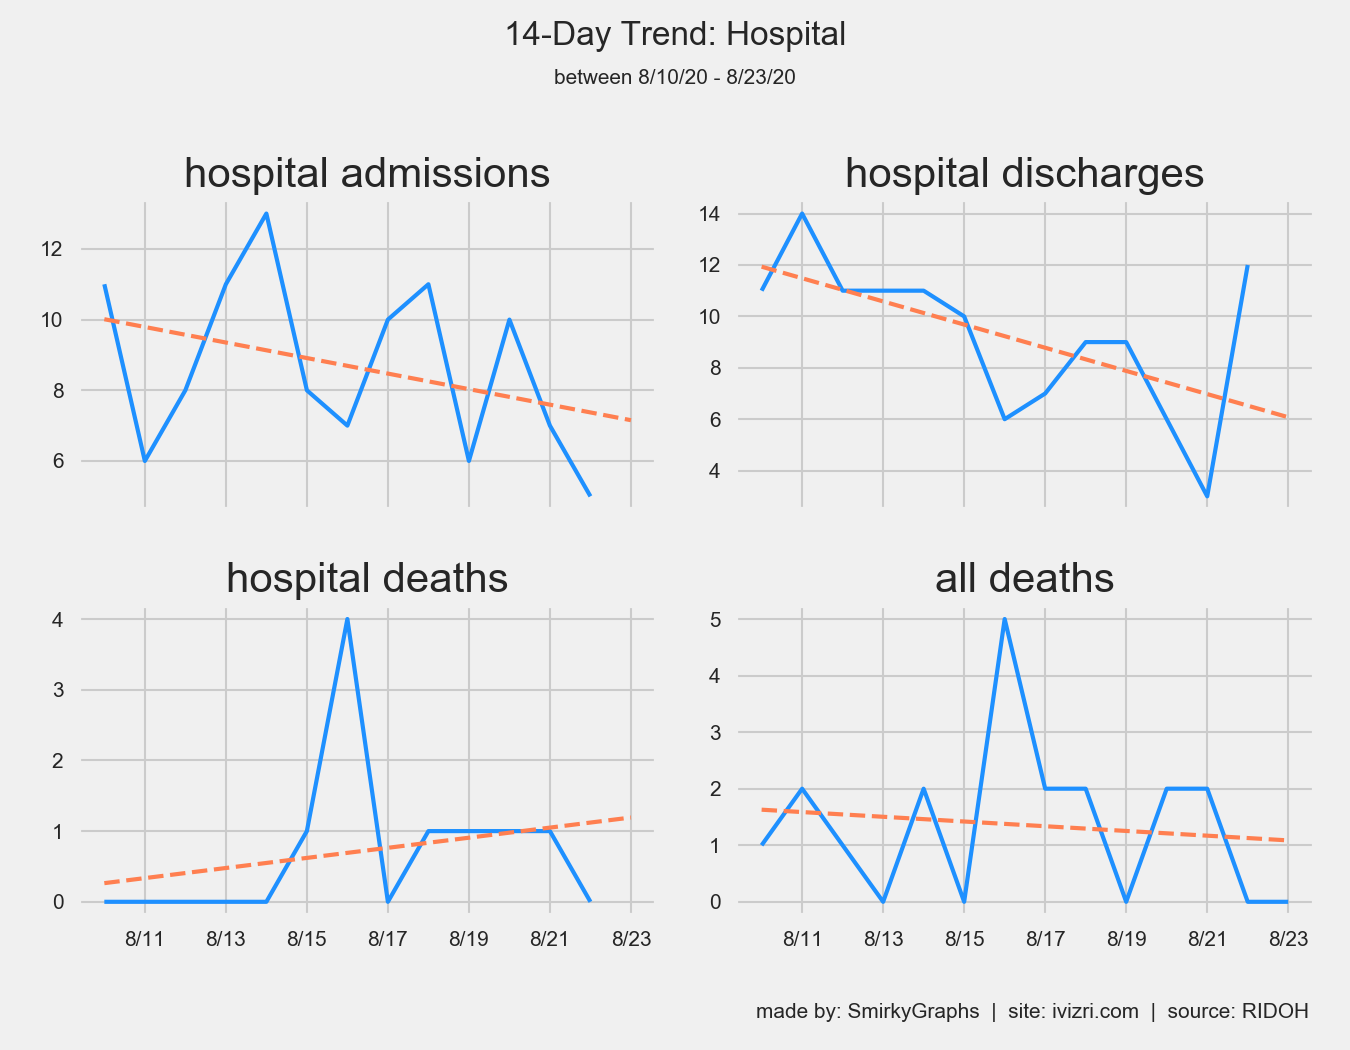 14-Day Trend: Hospital
between 8/10/20 - 8/23/20
hospital admissions
12
10
8
6
hospital discharges
14
12
10
8
6
4
hospital deaths
4
3
2
1
0
8/11 8/13 8/15 8/17 8/19 8/21 8/23
all deaths
5
4
3
2
1
0
8/11 8/13 8/15 8/17 8/19 8/21 8/23
made by: SmirkyGraphs | site: ivizri.com | source: RIDOH